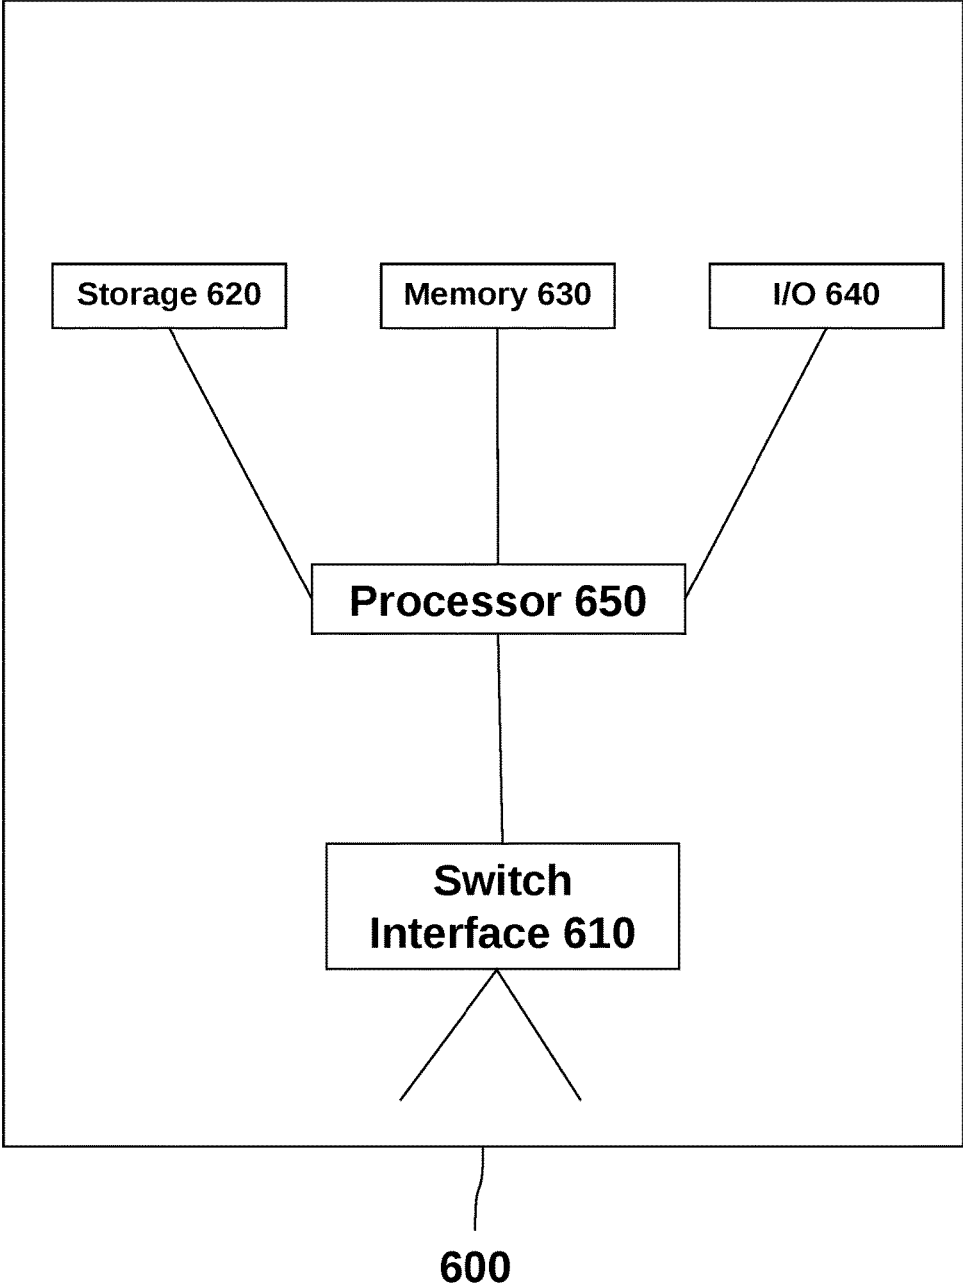 Storage 620
Memory 630
I/O 640
Processor 650
Switch
Interface 610
600